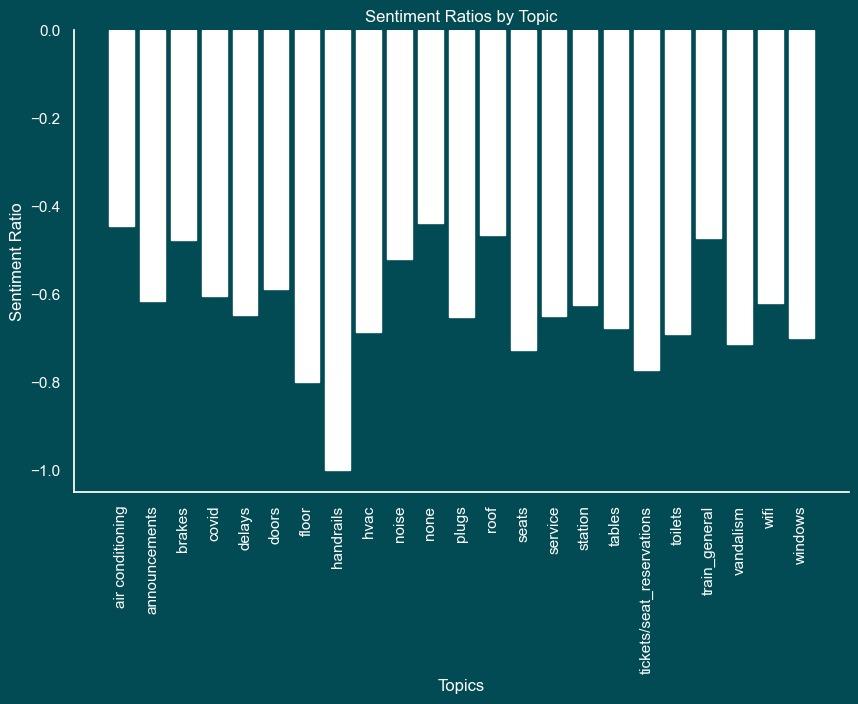 Sentiment Ratios by Topic
Sentiment Ratio
0.0
−0.2
−0.4
−0.6
−0.8
−1.0
air conditioning
announcements
brakes
covid
delays
doors
floor
handrails
hvac
noise
none
plugs
roof
seats
service
station
tables
tickets/seat_reservations
toilets
train_general
vandalism
wifi
windows
Topics